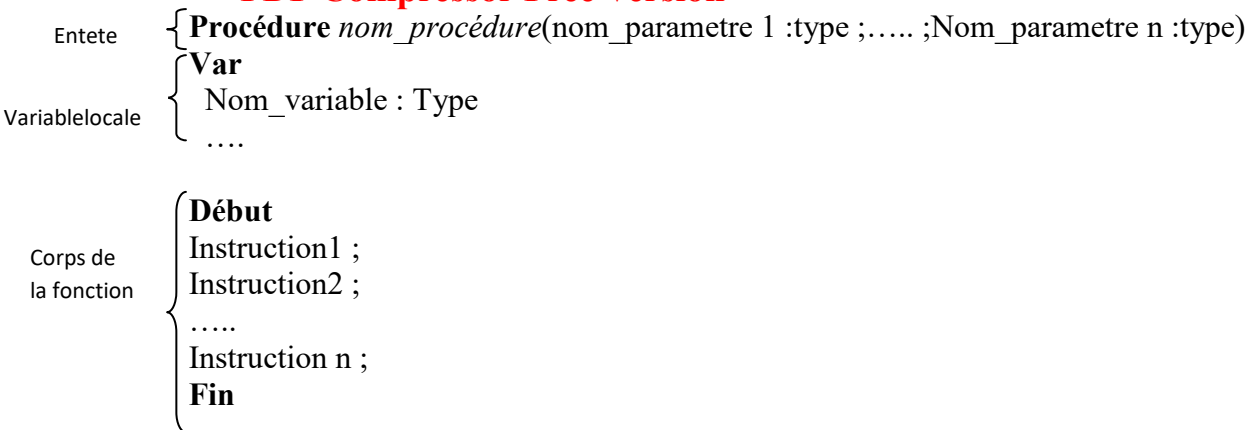 Entete
Procédure nom_procédure(nom_parametre 1 :type ;….. ;Nom_parametre n :type)
Var
Variablelocale
Nom_variable : Type
….
Début
Corps de
la fonction
Instruction1 ;
Instruction2 ;
…..
Instruction n ;
Fin